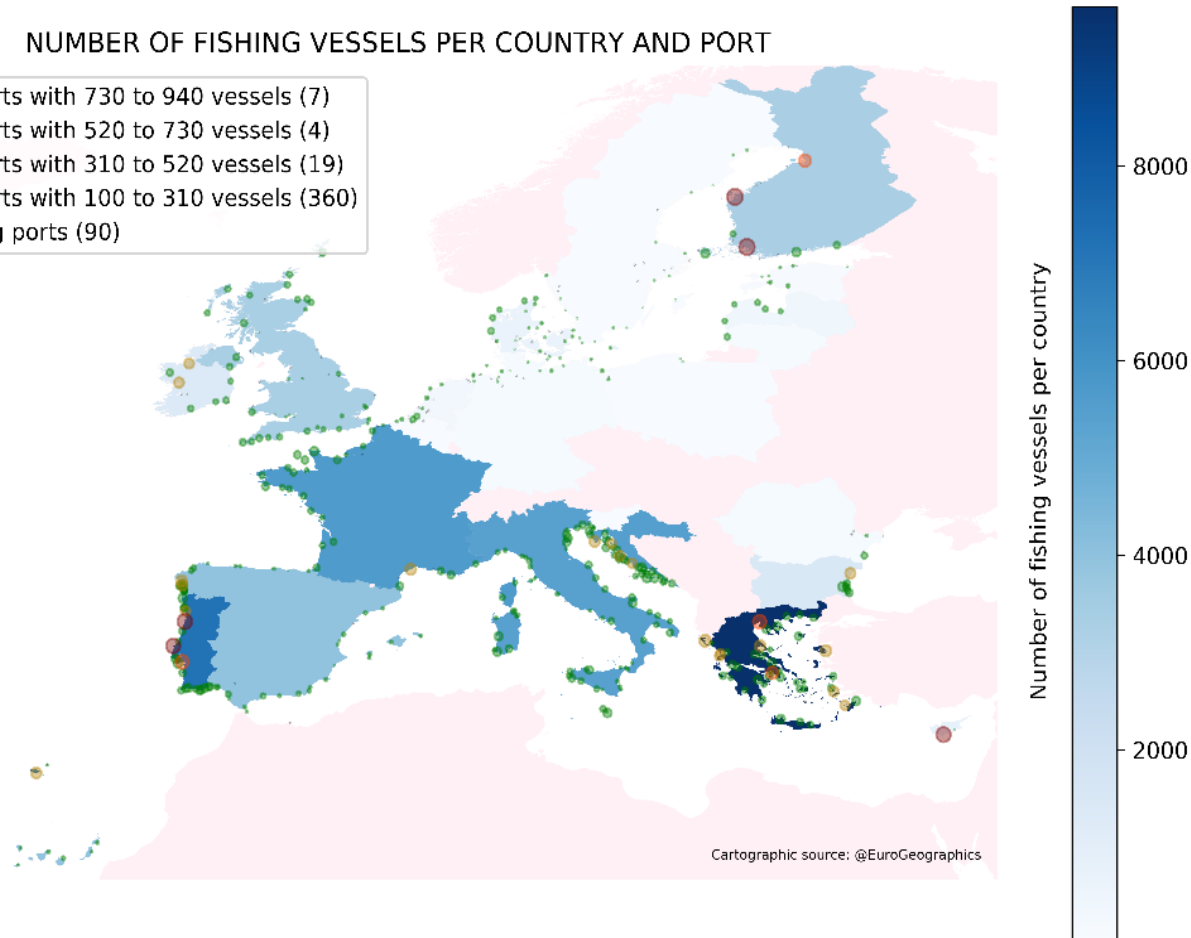 NUMBER OF FISHING VESSELS PER COUNTRY AND PORT
rts with 730 to 940 vessels (7)
rts with 520 to 730 vessels (4)
rts with 310 to 520 vessels (19)
rts with 100 to 310 vessels (360)
g ports (90)
8000
6000
4000
2000
Number of fishing vessels per country
Cartographic source: @EuroGeographics